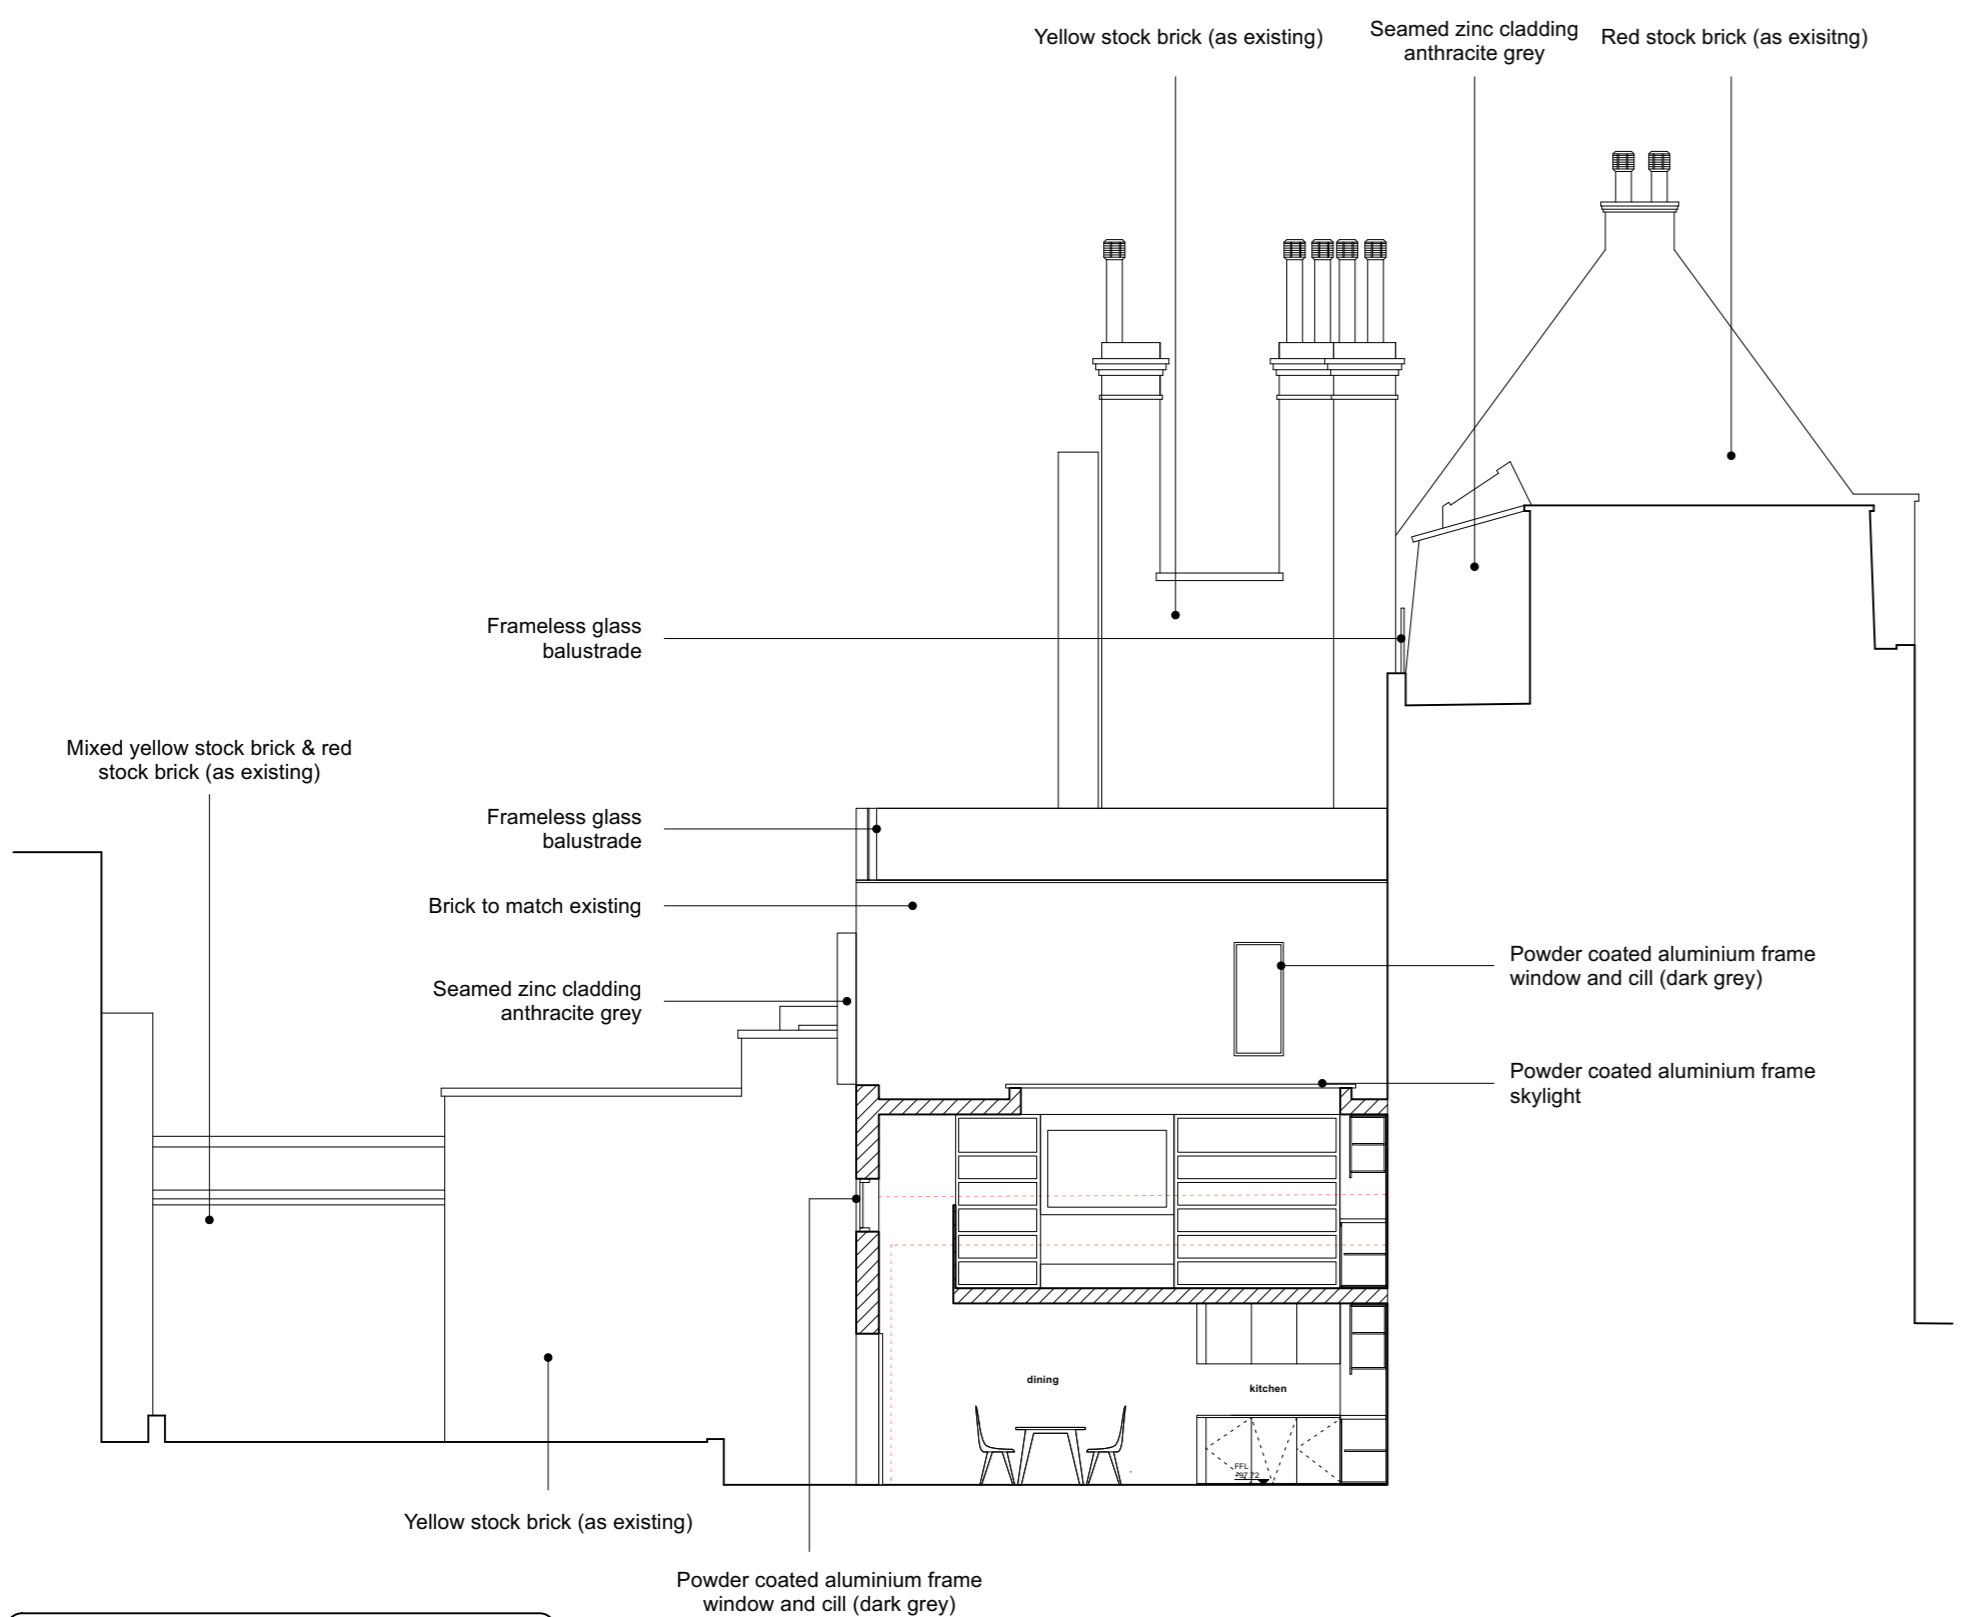 Yellow stock brick (as existing)
Seamed zinc cladding
anthracite grey
Red stock brick (as exisitng)
Frameless glass
balustrade
Mixed yellow stock brick & red
stock brick (as existing)
Frameless glass
balustrade
Brick to match existing
Powder coated aluminium frame
window and cill (dark grey)
Seamed zinc cladding
anthracite grey
Powder coated aluminium frame
skylight
dining
kitchen
FFL
+97.72
Yellow stock brick (as existing)
Powder coated aluminium frame
window and cill (dark grey)